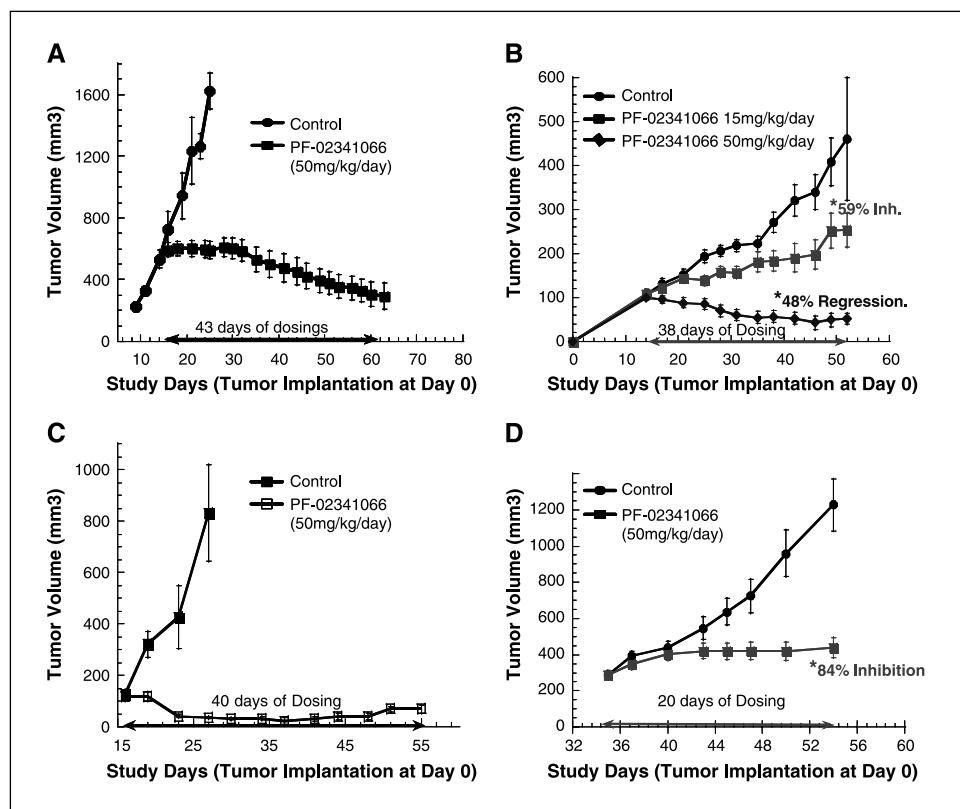 A
Tumor Volume (mm3)
1600
1200
800
400
0
Control
PF-02341066
(50mg/kg/day)
43 days of dosings
10 20 30 40 50 60 70 80
Study Days (Tumor Implantation at Day 0)
B
Tumor Volume (mm3)
600
500
400
300
200
100
0
Control
PF-02341066 15mg/kg/day
PF-02341066 50mg/kg/day
*59% Inh.
*48% Regression.
38 days of Dosing
0 10 20 30 40 50 60
Study Days (Tumor Implantation at Day 0)
C
Tumor Volume (mm3)
1000
800
600
400
200
0
Control
PF-02341066
(50mg/kg/day)
40 days of Dosing
15 25 35 45 55
Study Days (Tumor Implantation at Day 0)
D
Tumor Volume (mm3)
1200
1000
800
600
400
200
0
Control
PF-02341066
(50mg/kg/day)
*84% Inhibition
20 days of Dosing
32 36 40 44 48 52 56 60
Study Days (Tumor Implantation at Day 0)